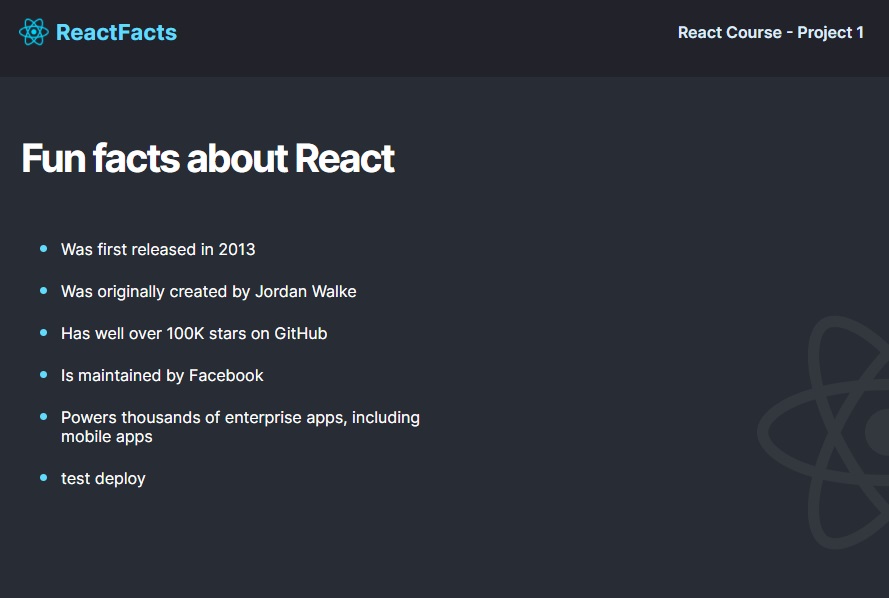 ReactFacts
React Course - Project 1
Fun facts about React
Was first released in 2013
Was originally created by Jordan Walke
Has well over 100K stars on GitHub
Is maintained by Facebook
Powers thousands of enterprise apps, including
mobile apps
test deploy